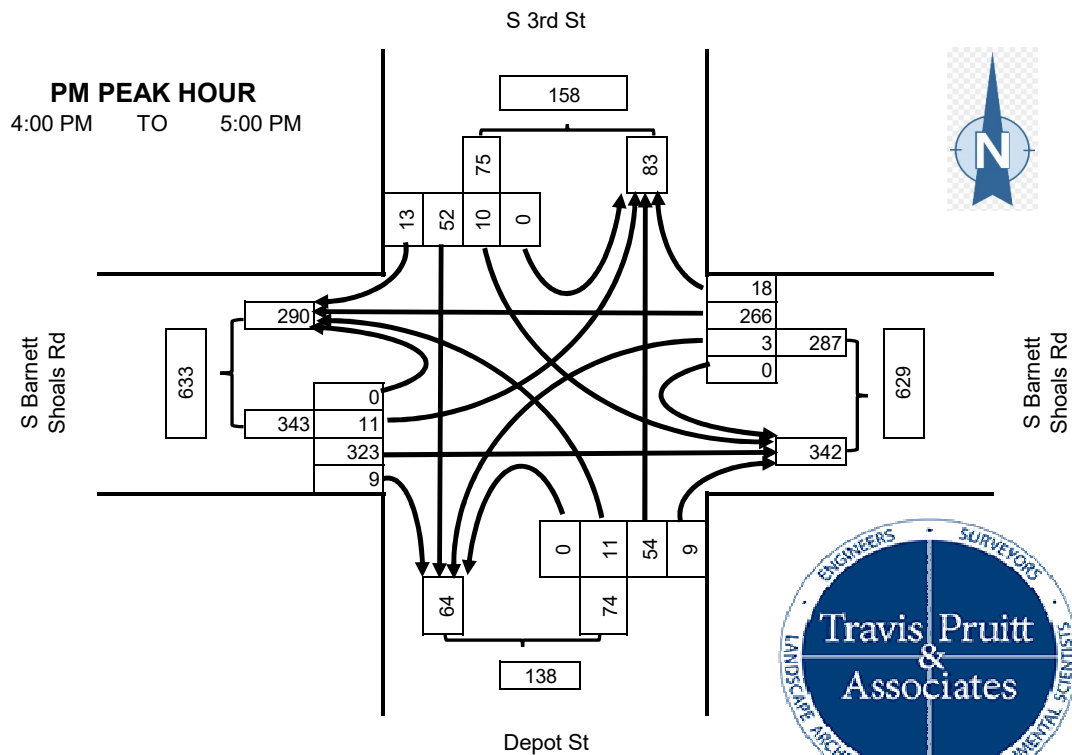 S 3rd St
PM PEAK HOUR
4:00 PM TO 5:00 PM
158
75
83
13
52
10
0
N
18
266
3
287
0
290
633
0
343
11
323
9
629
342
S Barnett
Shoals Rd
S Barnett
Shoals Rd
0
11
54
9
64
74
138
Depot St
ENGINEERS · SURVEYORS
Travis Pruitt
&
Associates
LANDSCAPE
SCIENTISTS